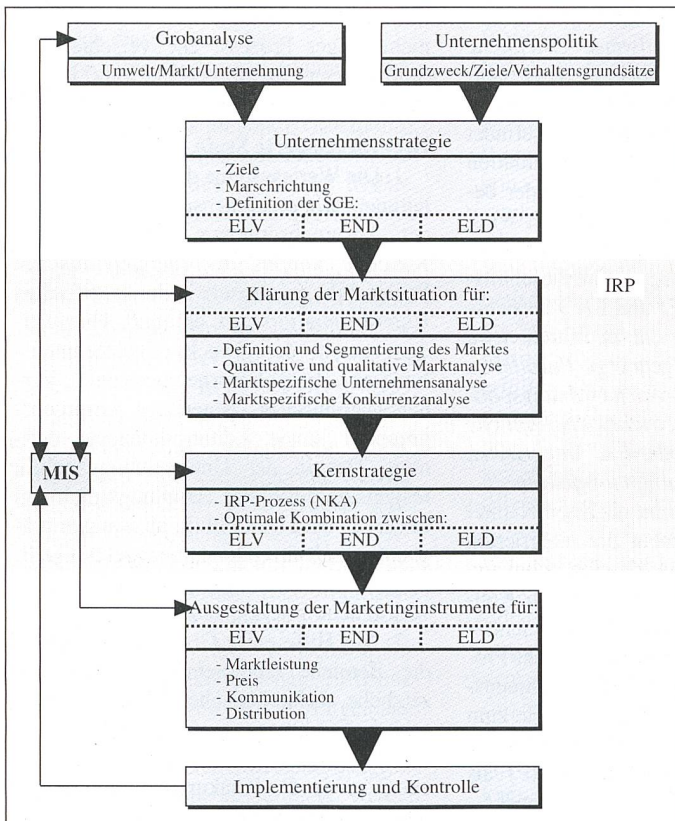 Grobanalyse
Umwelt/Markt/Unternehmung
Unternehmenspolitik
Grundzweck/Ziele/Verhaltensgrundsätze
Unternehmensstrategie
- Ziele
- Marschrichtung
- Definition der SGE:
ELV END ELD
IRP
Klärung der Marktsituation für:
ELV END ELD
- Definition und Segmentierung des Marktes
- Quantitative und qualitative Marktanalyse
- Marktspezifische Unternehmensanalyse
- Marktspezifische Konkurrenzanalyse
MIS
Kernstrategie
- IRP-Prozess (NKA)
- Optimale Kombination zwischen:
ELV END ELD
Ausgestaltung der Marketinginstrumente für:
ELV END ELD
- Marktleistung
- Preis
- Kommunikation
- Distribution
Implementierung und Kontrolle